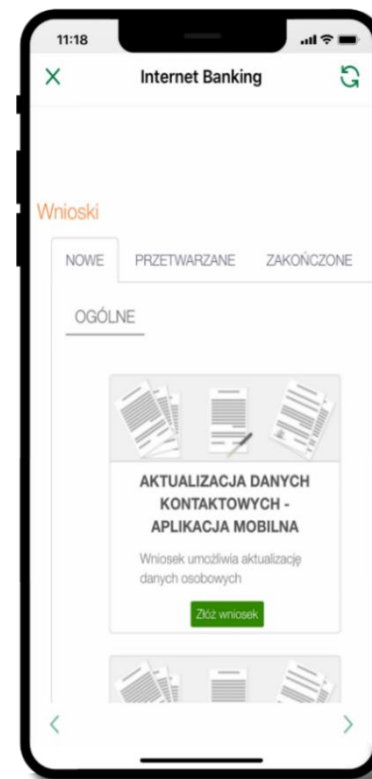 11:18
Internet Banking
Wnioski
NOWE PRZETWARZANE ZAKOŃCZONE
OGÓLNE
AKTUALIZACJA DANYCH
KONTAKTOWYCH -
APLIKACJA MOBILNA
Wniosek umożliwia aktualizację
danych osobowych
Złóż wniosek